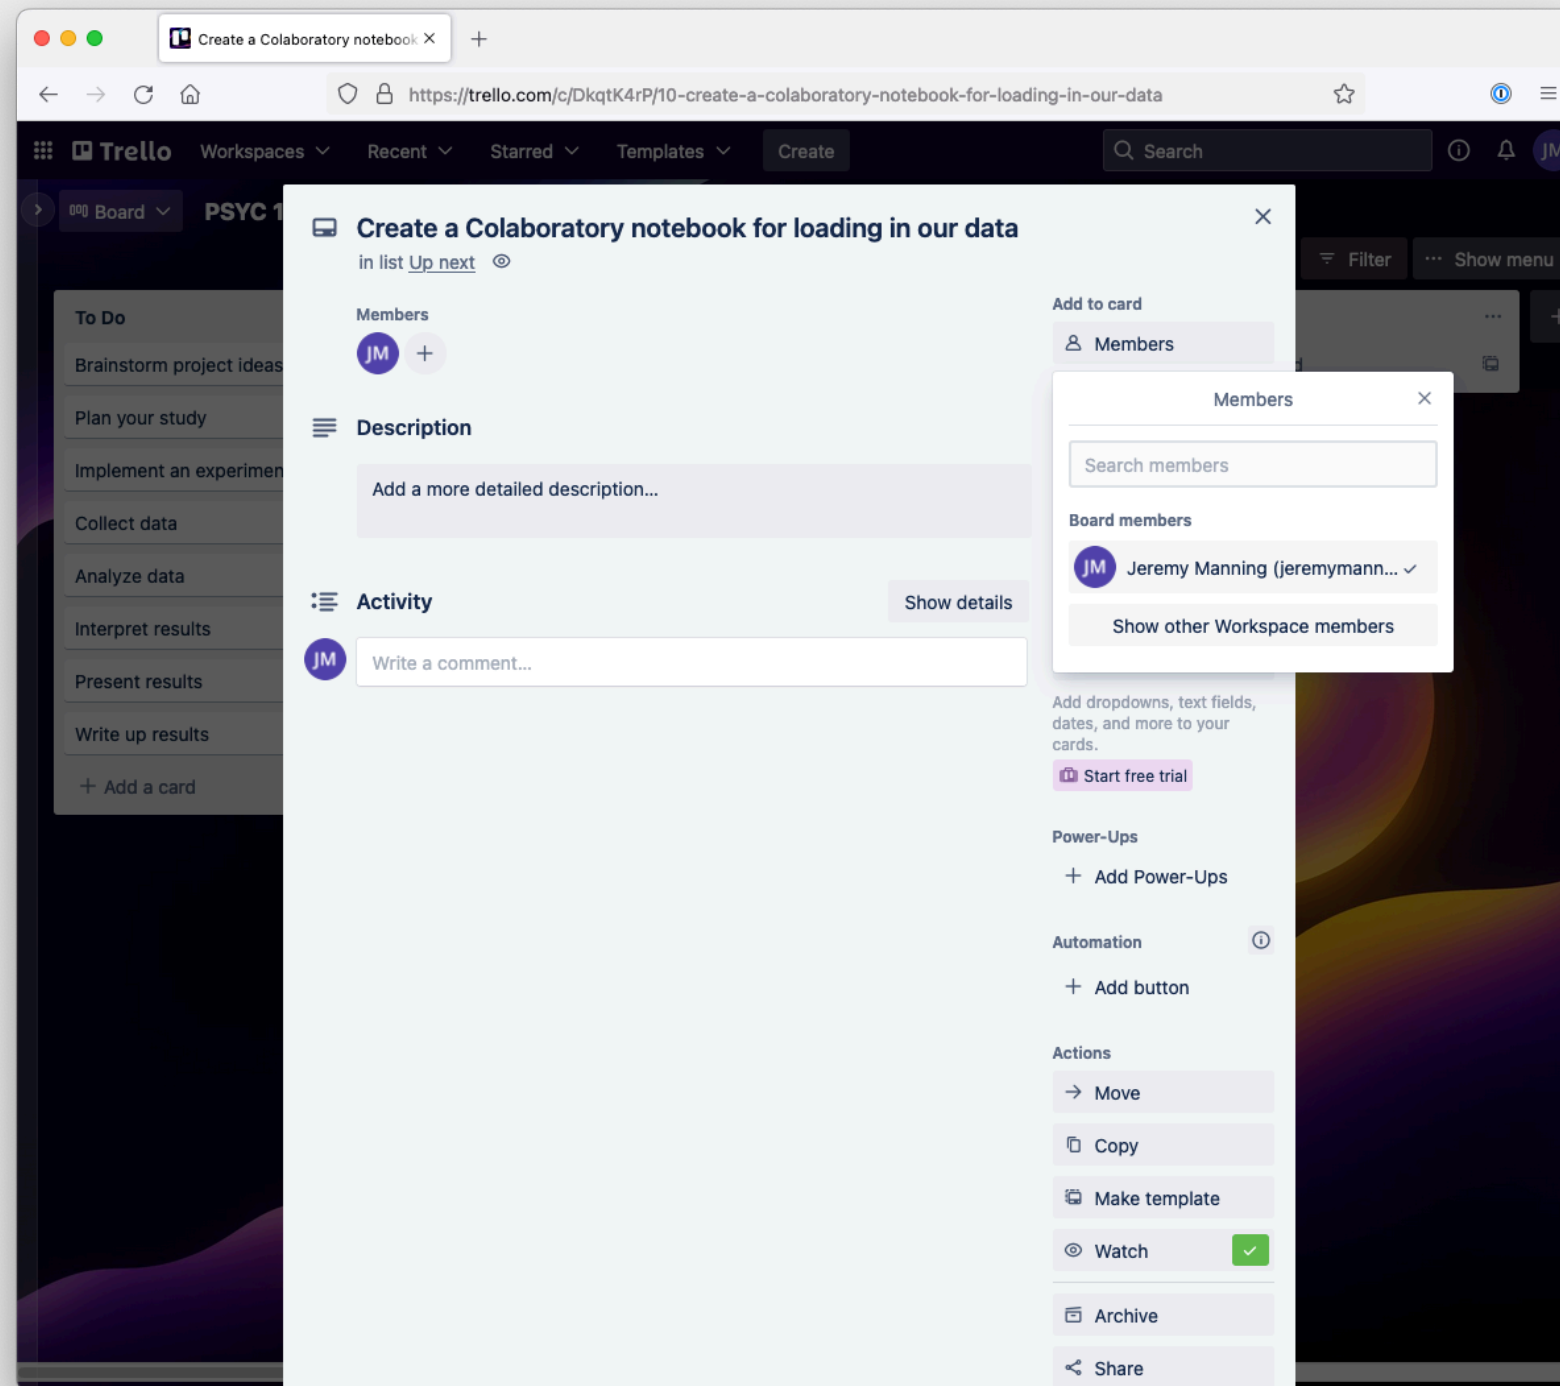 Create a Colaboratory notebook
https://trello.com/c/DkqtK4rP/10-create-a-colaboratory-notebook-for-loading-in-our-data
Trello Workspaces Recent Starred Templates Create Search JM
Board PSYC 1
Create a Colaboratory notebook for loading in our data
in list Up next
Filter ... Show menu
Members
JM +
Description
Add a more detailed description...
Activity Show details
JM Write a comment...
To Do
Brainstorm project ideas
Plan your study
Implement an experimen
Collect data
Analyze data
Interpret results
Present results
Write up results
+ Add a card
Add to card
Members
Members
Search members
Board members
JM Jeremy Manning (jeremymann...
Show other Workspace members
Add dropdowns, text fields,
dates, and more to your
cards.
Start free trial
Power-Ups
+ Add Power-Ups
Automation
+ Add button
Actions
Move
Copy
Make template
Watch
Archive
Share